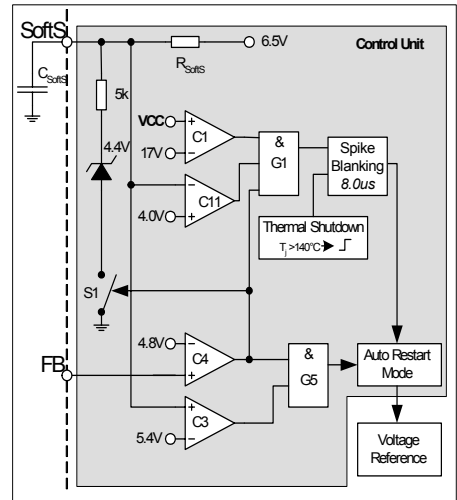 SoftS
6.5V
Control Unit
CSoftS
RSoftS
5k
4.4V
VCC
C1
17V
&
G1
Spike
Blanking
8.0us
C11
4.0V
Thermal Shutdown
Tj >140°C
S1
4.8V
C4
&
G5
Auto Restart
Mode
FB
C3
5.4V
Voltage
Reference